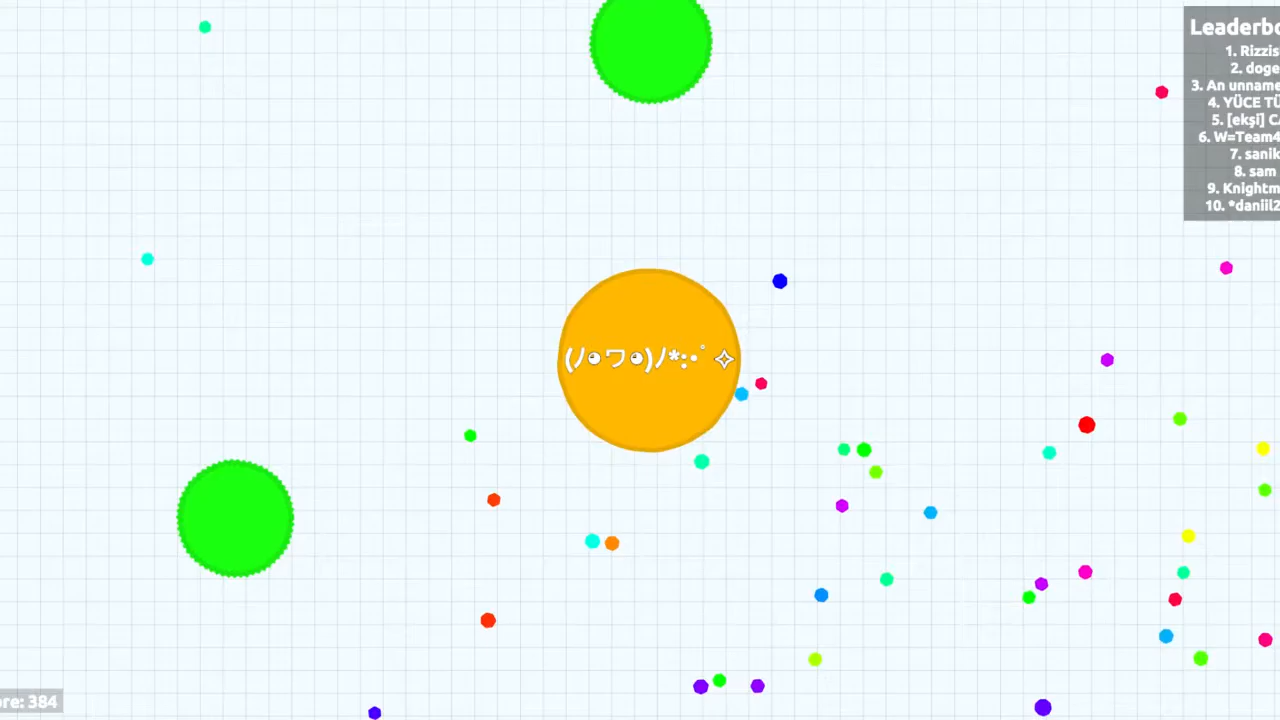 Leaderbo
1. Rizzis
2. doge
3. An unname
4. YÜCE TÜ
5. [ekşi] C
6. W=Team4
7. sanik
8. sam
9. Knightm
10. *daniil2
(ﾉ◕ヮ◕)ﾉ*:･ﾟ✧
ore: 384